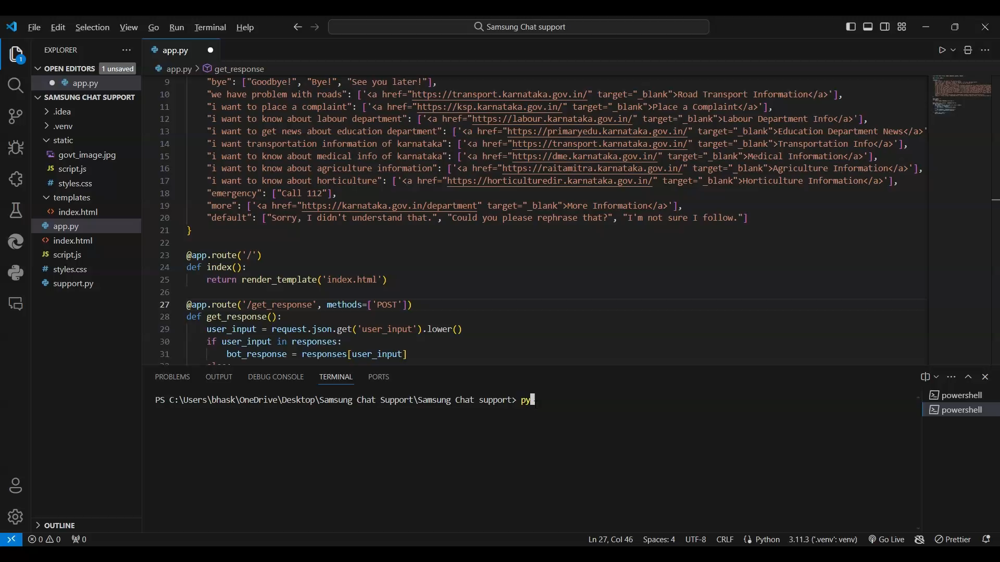 File Edit Selection View Go Run Terminal Help
Samsung Chat support
EXPLORER
1
OPEN EDITORS 1 unsaved
app.py
SAMSUNG CHAT SUPPORT
.idea
.venv
static
govt_image.jpg
JS script.js
# styles.css
templates
<> index.html
app.py
<> index.html
JS script.js
# styles.css
support.py
OUTLINE
app.py
app.py > get_response
9 "bye": ["Goodbye!", "Bye!", "See you later!"],
10 "we have problem with roads": ['<a href="https://transport.karnataka.gov.in/" target="_blank">Road Transport Information</a>'],
11 "i want to place a complaint": ['<a href="https://ksp.karnataka.gov.in/" target="_blank">Place a Complaint</a>'],
12 "i want to know about labour department": ['<a href="https://labour.karnataka.gov.in/" target="_blank">Labour Department Info</a>'],
13 "i want to get news about education department": ['<a href="https://primaryedu.karnataka.gov.in/" target="_blank">Education Department News</a>'
14 "i want transportation information of karnataka": ['<a href="https://transport.karnataka.gov.in/" target="_blank">Transportation Info</a>'],
15 "i want to know about medical info of karnataka": ['<a href="https://dme.karnataka.gov.in/" target="_blank">Medical Information</a>'],
16 "i want to know about agriculture information": ['<a href="https://raitamitra.karnataka.gov.in/" target="_blank">Agriculture Information</a>'],
17 "i want to know about horticulture": ['<a href="https://horticulturedir.karnataka.gov.in/" target="_blank">Horticulture Information</a>'],
18 "emergency": ["Call 112"],
19 "more": ['<a href="https://karnataka.gov.in/department" target="_blank">More Information</a>'],
20 "default": ["Sorry, I didn't understand that.", "Could you please rephrase that?", "I'm not sure I follow."]
21 }
22
23 @app.route('/')
24 def index():
25 return render_template('index.html')
26
27 @app.route('/get_response', methods=['POST'])
28 def get_response():
29 user_input = request.json.get('user_input').lower()
30 if user_input in responses:
31 bot_response = responses[user_input]
PROBLEMS OUTPUT DEBUG CONSOLE TERMINAL PORTS
PS C:\Users\bhask\OneDrive\Desktop\Samsung Chat Support\Samsung Chat support> py
powershell
powershell
0 0 0 Ln 27, Col 46 Spaces: 4 UTF-8 CRLF Python 3.11.3 ('.venv': venv) Go Live Prettier